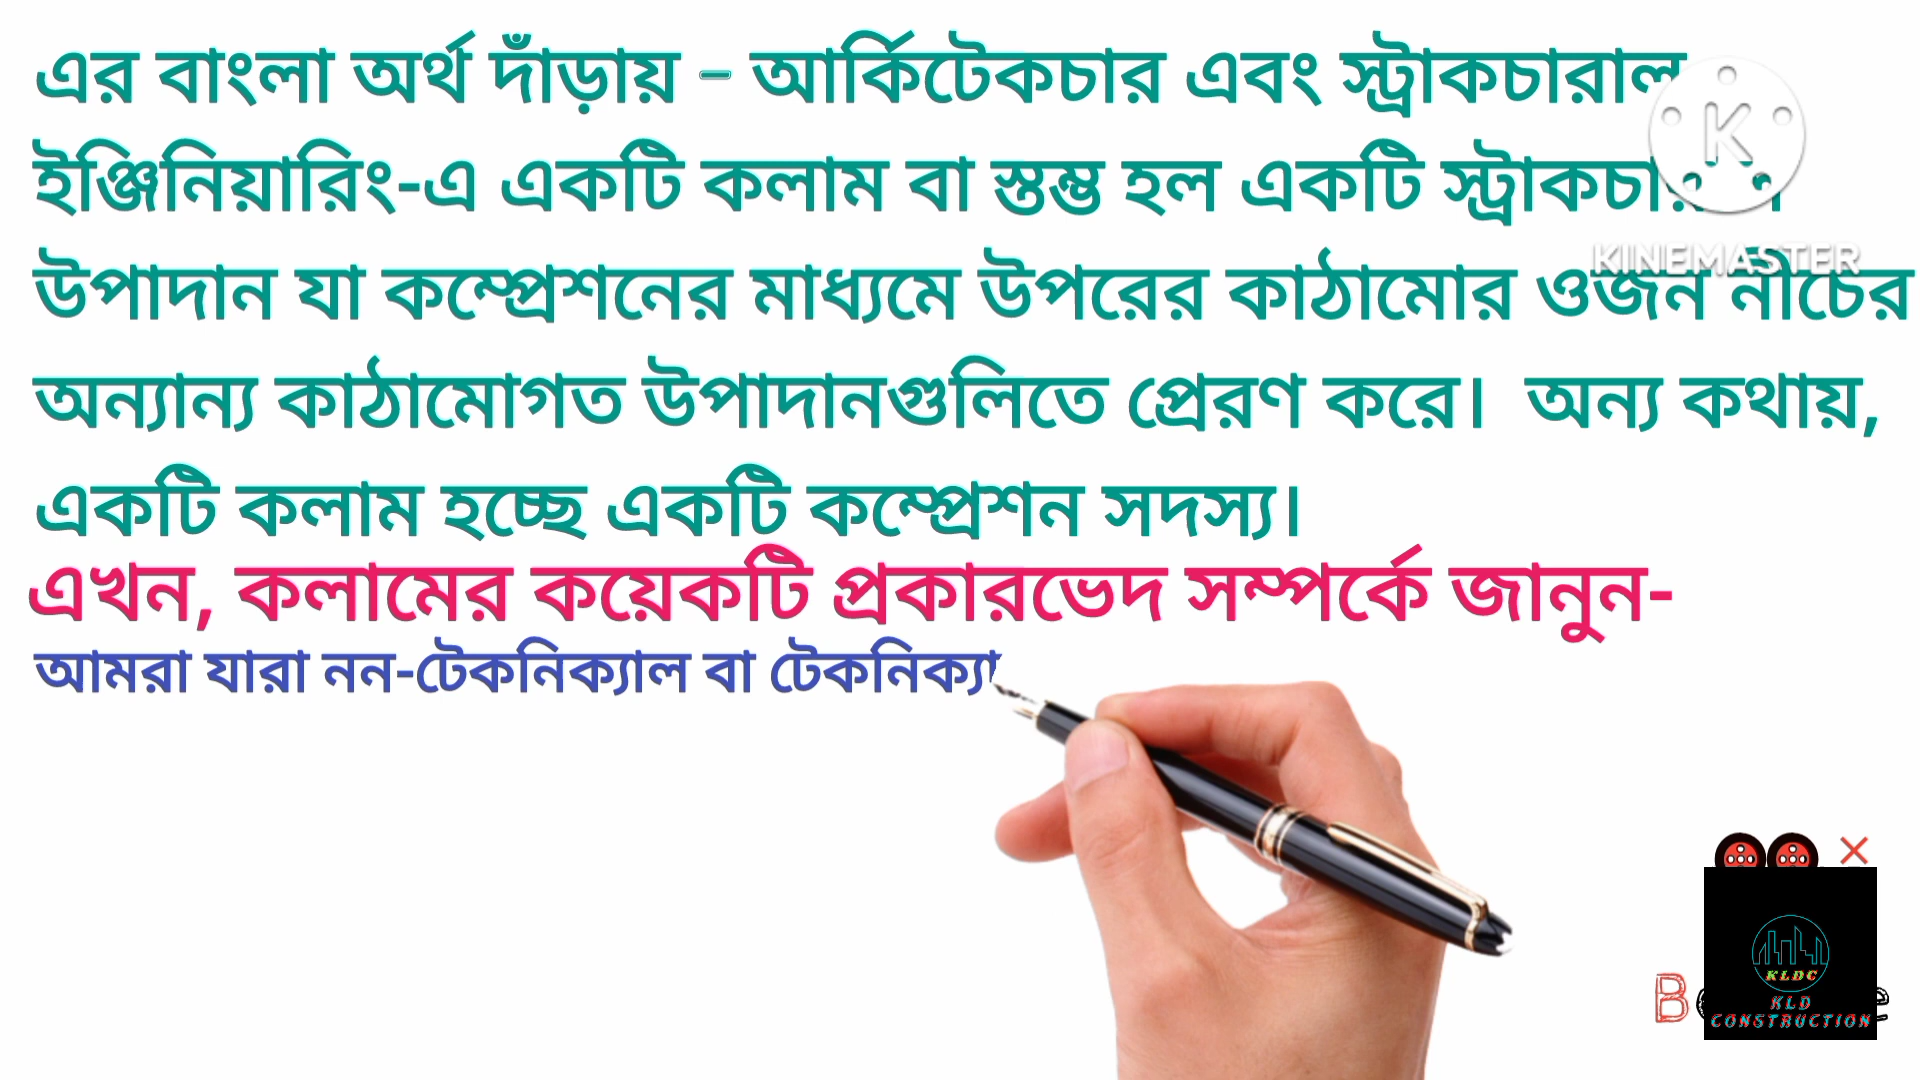 এর বাংলা অর্থ দাঁড়ায় – আর্কিটেকচার এবং স্ট্রাকচারাল
ইঞ্জিনিয়ারিং-এ একটি কলাম বা স্তম্ভ হল একটি
উপাদান যা কম্প্রেশনের মাধ্যমে উপরের কাঠামোর ওজন নীচের
অন্যান্য কাঠামোগত উপাদানগুলিতে প্রেরণ করে। অন্য কথায়,
একটি কলাম হচ্ছে একটি কম্প্রেশন সদস্য।
এখন, কলামের কয়েকটি প্রকারভেদ সম্পর্কে জানুন-
আমরা যারা নন-টেকনিক্যাল বা টেকনিক্যা
K
KINEMASTER
KLDC
KLD
CONSTRUCTION